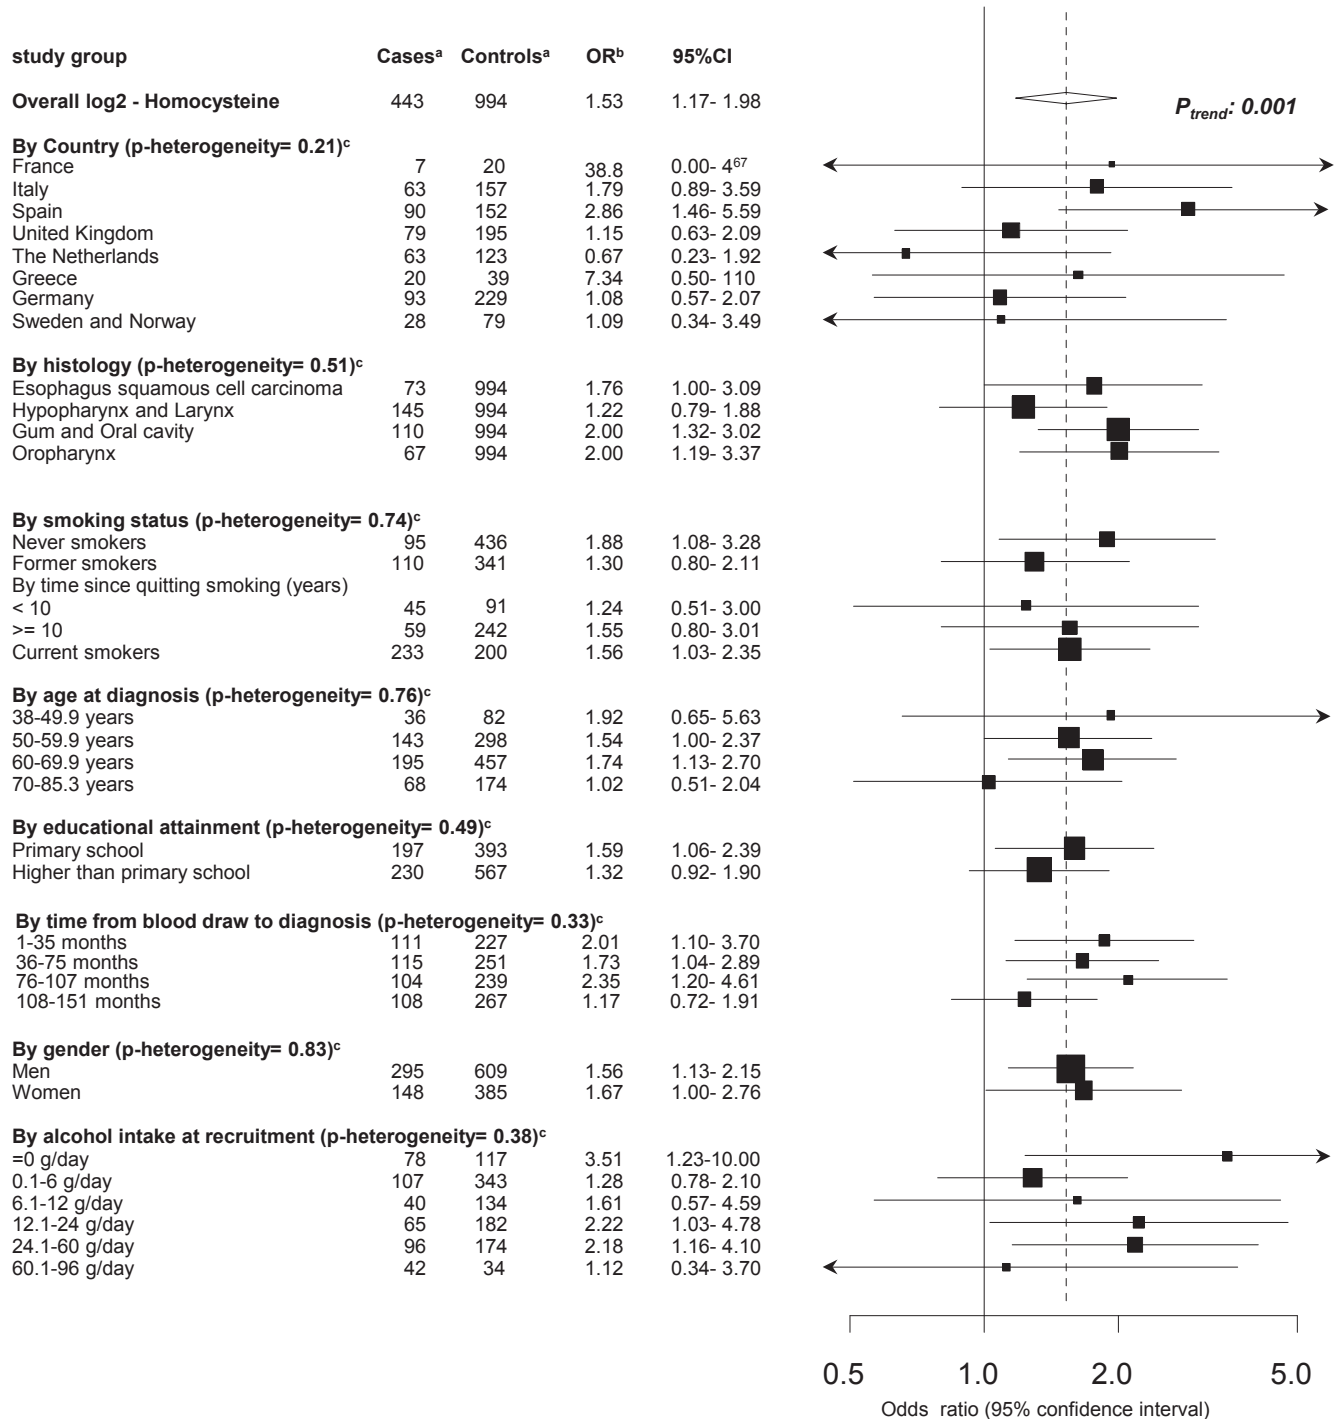 study group Casesᵃ Controlsᵃ ORᵇ 95%CI
Overall log2 - Homocysteine 443 994 1.53 1.17- 1.98
P_trend: 0.001
By Country (p-heterogeneity= 0.21)ᶜ
France 7 20 38.8 0.00- 4⁶⁷
Italy 63 157 1.79 0.89- 3.59
Spain 90 152 2.86 1.46- 5.59
United Kingdom 79 195 1.15 0.63- 2.09
The Netherlands 63 123 0.67 0.23- 1.92
Greece 20 39 7.34 0.50- 110
Germany 93 229 1.08 0.57- 2.07
Sweden and Norway 28 79 1.09 0.34- 3.49
By histology (p-heterogeneity= 0.51)ᶜ
Esophagus squamous cell carcinoma 73 994 1.76 1.00- 3.09
Hypopharynx and Larynx 145 994 1.22 0.79- 1.88
Gum and Oral cavity 110 994 2.00 1.32- 3.02
Oropharynx 67 994 2.00 1.19- 3.37
By smoking status (p-heterogeneity= 0.74)ᶜ
Never smokers 95 436 1.88 1.08- 3.28
Former smokers 110 341 1.30 0.80- 2.11
By time since quitting smoking (years)
< 10 45 91 1.24 0.51- 3.00
>= 10 59 242 1.55 0.80- 3.01
Current smokers 233 200 1.56 1.03- 2.35
By age at diagnosis (p-heterogeneity= 0.76)ᶜ
38-49.9 years 36 82 1.92 0.65- 5.63
50-59.9 years 143 298 1.54 1.00- 2.37
60-69.9 years 195 457 1.74 1.13- 2.70
70-85.3 years 68 174 1.02 0.51- 2.04
By educational attainment (p-heterogeneity= 0.49)ᶜ
Primary school 197 393 1.59 1.06- 2.39
Higher than primary school 230 567 1.32 0.92- 1.90
By time from blood draw to diagnosis (p-heterogeneity= 0.33)ᶜ
1-35 months 111 227 2.01 1.10- 3.70
36-75 months 115 251 1.73 1.04- 2.89
76-107 months 104 239 2.35 1.20- 4.61
108-151 months 108 267 1.17 0.72- 1.91
By gender (p-heterogeneity= 0.83)ᶜ
Men 295 609 1.56 1.13- 2.15
Women 148 385 1.67 1.00- 2.76
By alcohol intake at recruitment (p-heterogeneity= 0.38)ᶜ
=0 g/day 78 117 3.51 1.23-10.00
0.1-6 g/day 107 343 1.28 0.78- 2.10
6.1-12 g/day 40 134 1.61 0.57- 4.59
12.1-24 g/day 65 182 2.22 1.03- 4.78
24.1-60 g/day 96 174 2.18 1.16- 4.10
60.1-96 g/day 42 34 1.12 0.34- 3.70
0.5 1.0 2.0 5.0
Odds ratio (95% confidence interval)